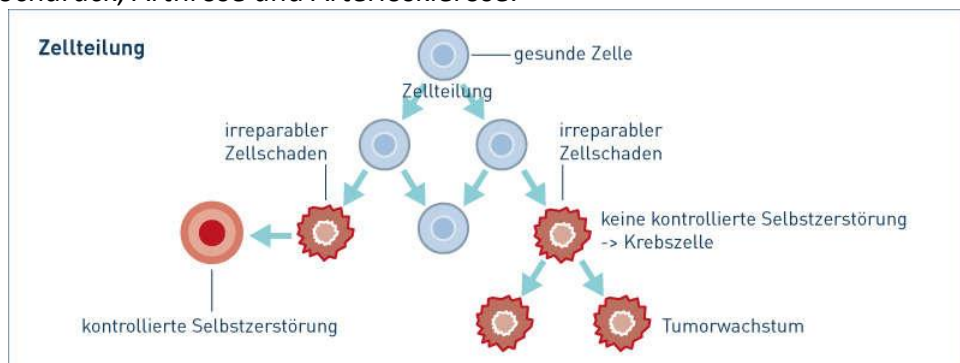 Zellteilung
gesunde Zelle
Zellteilung
irreparabler
Zellschaden
irreparabler
Zellschaden
keine kontrollierte Selbstzerstörung
-> Krebszelle
kontrollierte Selbstzerstörung
Tumorwachstum